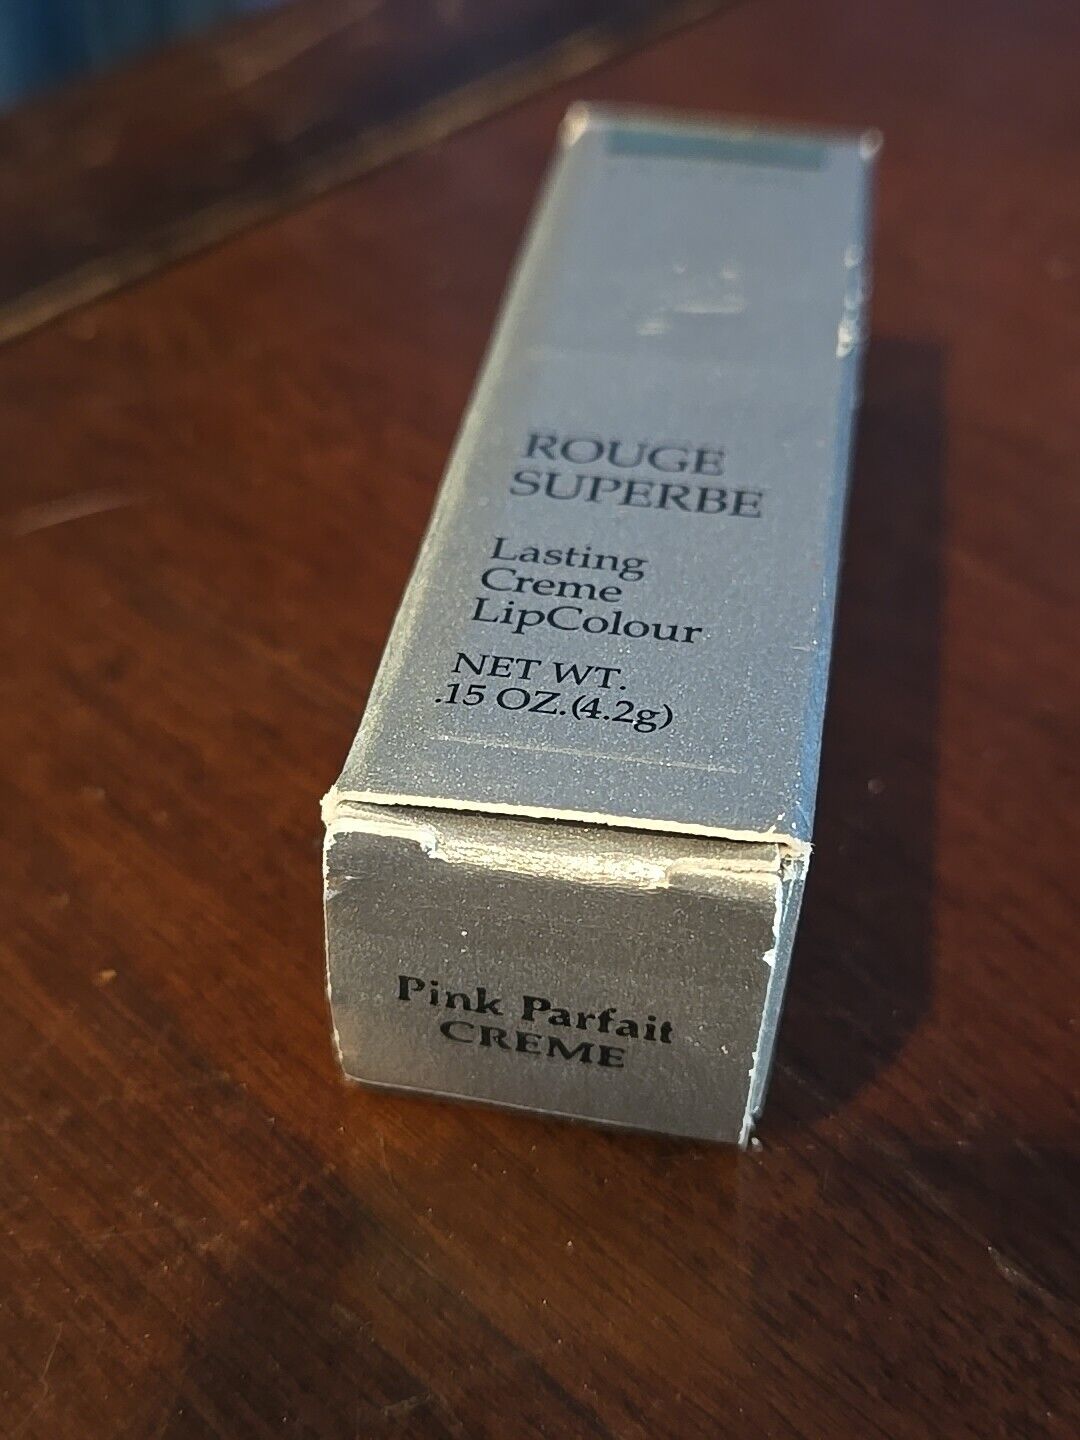 ROUGE
SUPERBE
Lasting
Creme
LipColour
NET WT.
.15 OZ.(4.2g)
Pink Parfait
CREME